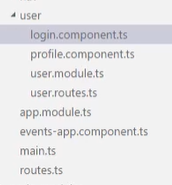 user
login.component.ts
profile.component.ts
user.module.ts
user.routes.ts
app.module.ts
events-app.component.ts
main.ts
routes.ts